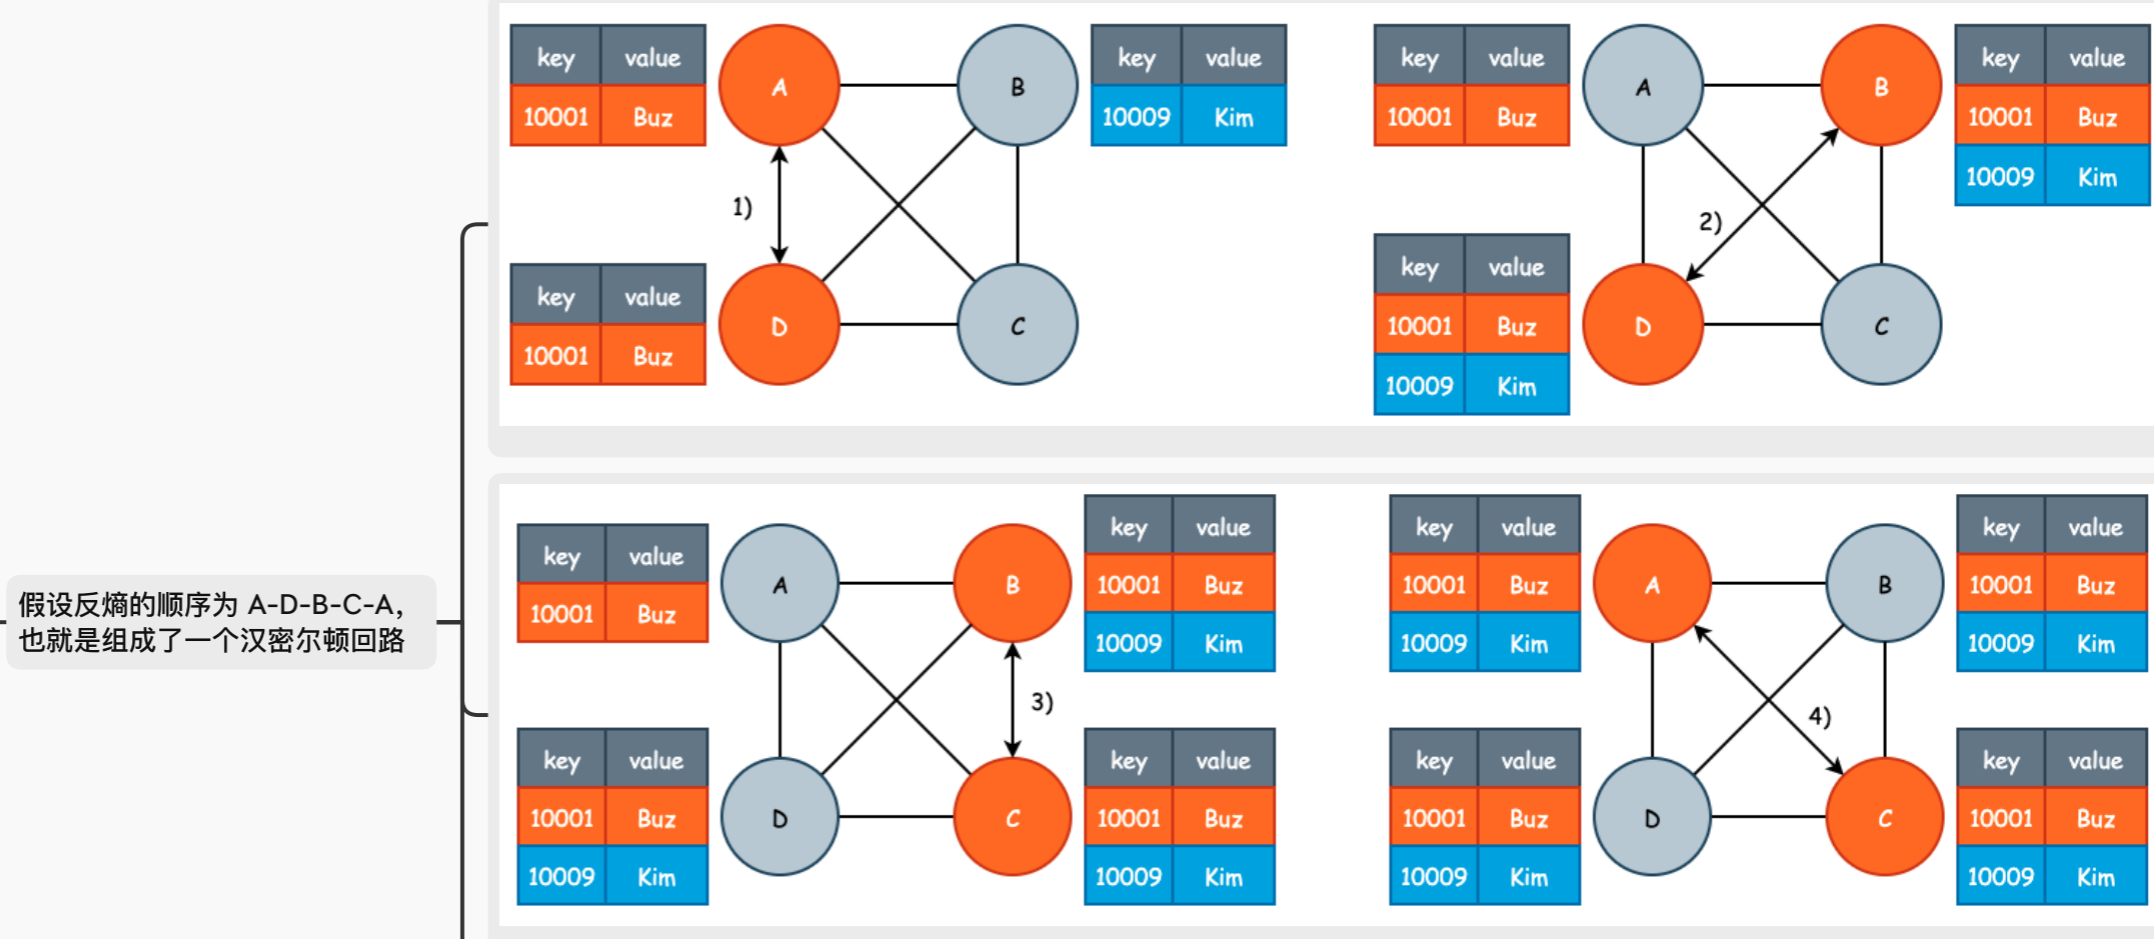 假设反熵的顺序为 A-D-B-C-A,
也就是组成了一个汉密尔顿回路
key value
10001 Buz
A
B
key value
10009 Kim
1)
key value
10001 Buz
D
C
key value
10001 Buz
A
B
key value
10001 Buz
10009 Kim
2)
key value
10001 Buz
10009 Kim
D
C
key value
10001 Buz
A
B
key value
10001 Buz
10009 Kim
3)
key value
10001 Buz
10009 Kim
D
C
key value
10001 Buz
10009 Kim
key value
10001 Buz
10009 Kim
A
B
key value
10001 Buz
10009 Kim
4)
key value
10001 Buz
10009 Kim
D
C
key value
10001 Buz
10009 Kim